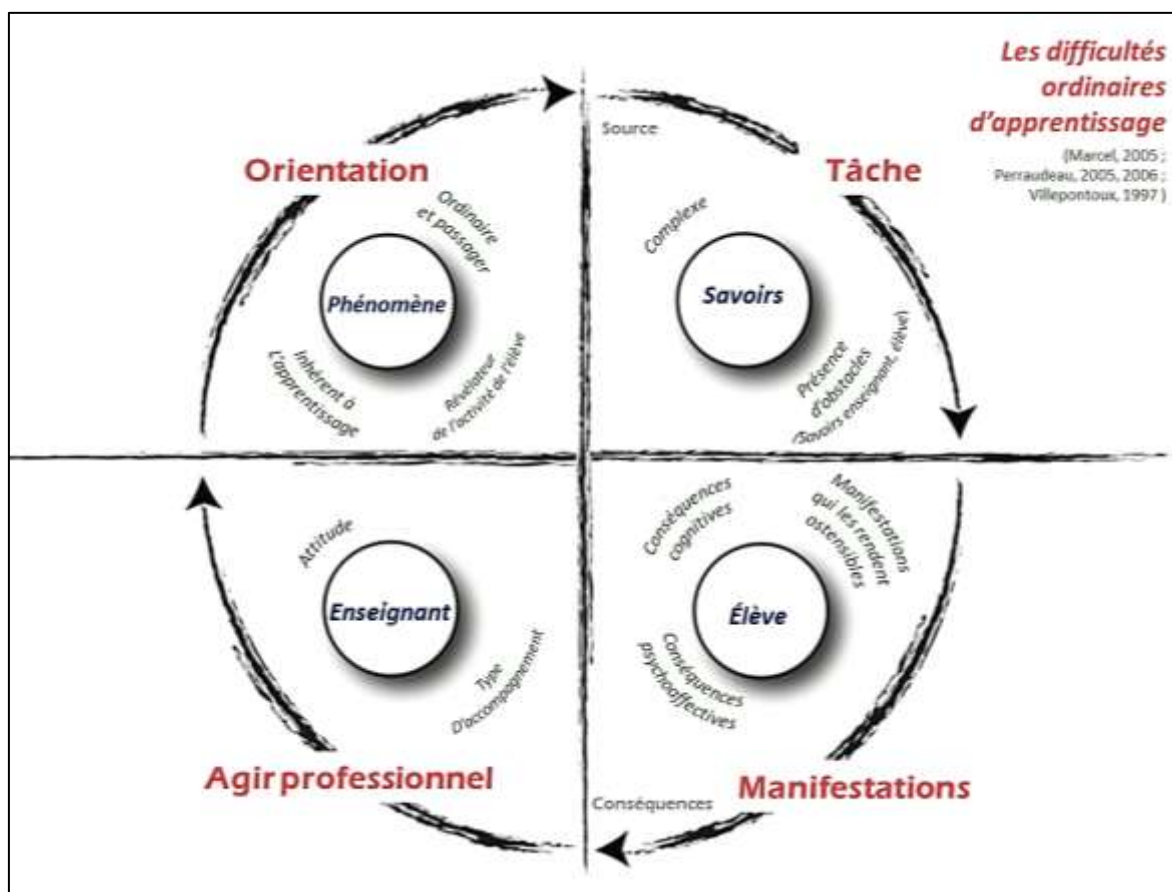 Les difficultés
ordinaires
d'apprentissage
(Marcel, 2005 ;
Perraudeau, 2005, 2006 ;
Villepontoux, 1997 )
Source
Orientation
Ordinaire
et passager
Phénomène
Inhérent à
L'apprentissage
Révélateur
de l'activité de l'élève
Tâche
Complexe
Savoirs
Présence
d'obstacles
(Savoirs enseignant, élève)
Attitude
Enseignant
Type
D'accompagnement
Agir professionnel
Conséquences
cognitives
Manifestations
qui les rendent
ostensibles
Élève
Conséquences
psychoaffectives
Manifestations
Conséquences